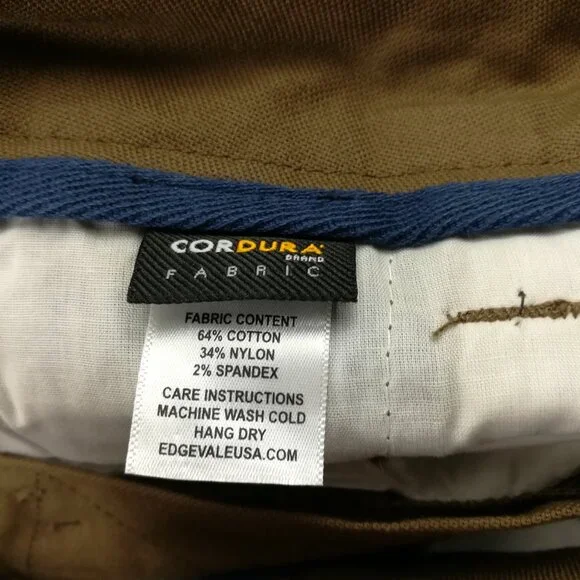 CORDURA
BRAND
FABRIC
FABRIC CONTENT
64% COTTON
34% NYLON
2% SPANDEX
CARE INSTRUCTIONS
MACHINE WASH COLD
HANG DRY
EDGEVALEUSA.COM